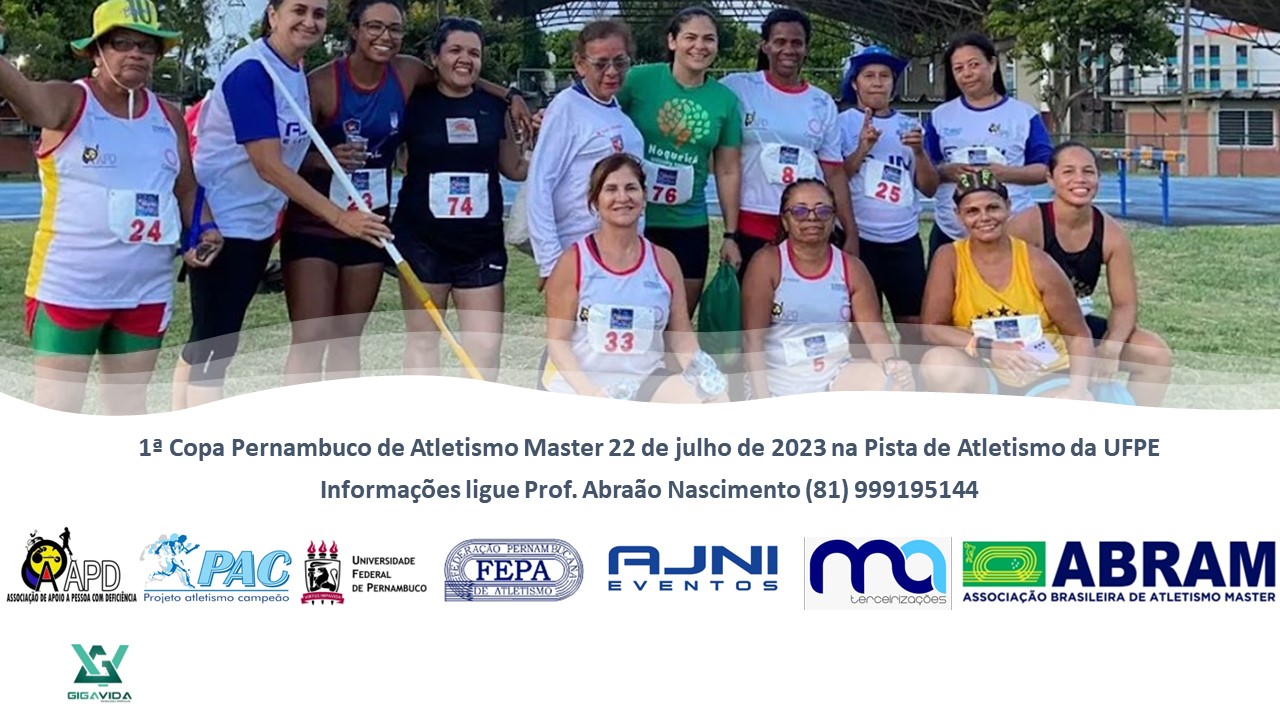 24
AJNI
23
74
76
8
25
33
5
1ª Copa Pernambuco de Atletismo Master 22 de julho de 2023 na Pista de Atletismo da UFPE
Informações ligue Prof. Abraão Nascimento (81) 999195144
AAPD
ASSOCIAÇÃO DE APOIO A PESSOA COM DEFICIÊNCIA
PAC
Projeto atletismo campeão
UNIVERSIDADE
FEDERAL
DE PERNAMBUCO
FEDERAÇÃO PERNAMBUCANA
FEPA
DE ATLETISMO
AJNI
EVENTOS
ma
terceirizações
ABRAM
ASSOCIAÇÃO BRASILEIRA DE ATLETISMO MASTER
GIGAVIDA